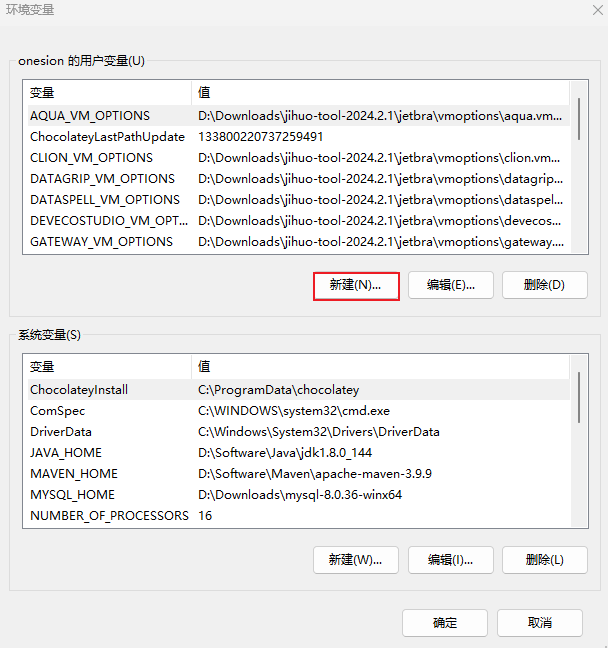 环境变量
onesion 的用户变量(U)
变量 值
AQUA_VM_OPTIONS D:\Downloads\jihuo-tool-2024.2.1\jetbra\vmoptions\aqua.vm...
ChocolateyLastPathUpdate 133800220737259491
CLION_VM_OPTIONS D:\Downloads\jihuo-tool-2024.2.1\jetbra\vmoptions\clion.vm...
DATAGRIP_VM_OPTIONS D:\Downloads\jihuo-tool-2024.2.1\jetbra\vmoptions\datagrip...
DATASPELL_VM_OPTIONS D:\Downloads\jihuo-tool-2024.2.1\jetbra\vmoptions\dataspel...
DEVECOSTUDIO_VM_OPT... D:\Downloads\jihuo-tool-2024.2.1\jetbra\vmoptions\devecos...
GATEWAY_VM_OPTIONS D:\Downloads\jihuo-tool-2024.2.1\jetbra\vmoptions\gateway....
新建(N)... 编辑(E)... 删除(D)
系统变量(S)
变量 值
ChocolateyInstall C:\ProgramData\chocolatey
ComSpec C:\WINDOWS\system32\cmd.exe
DriverData C:\Windows\System32\Drivers\DriverData
JAVA_HOME D:\Software\Java\jdk1.8.0_144
MAVEN_HOME D:\Software\Maven\apache-maven-3.9.9
MYSQL_HOME D:\Downloads\mysql-8.0.36-winx64
NUMBER_OF_PROCESSORS 16
新建(W)... 编辑(I)... 删除(L)
确定 取消